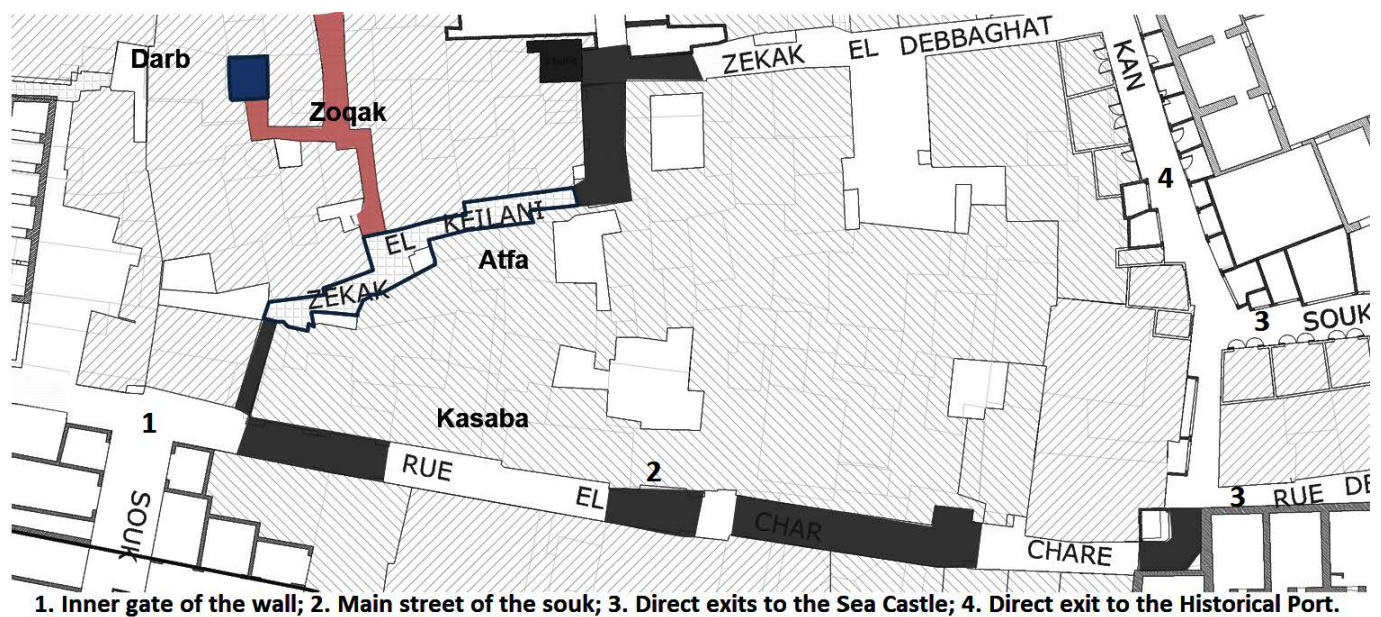 ZEKAK EL DEBBAGHAT
Darb
KAN
Zoqak
4
EL KEILANI
Atfa
ZEKAK
3
SOUK
Kasaba
1
RUE EL CHAR
2
SOUK
3
RUE DE
CHARE
1. Inner gate of the wall; 2. Main street of the souk; 3. Direct exits to the Sea Castle; 4. Direct exit to the Historical Port.